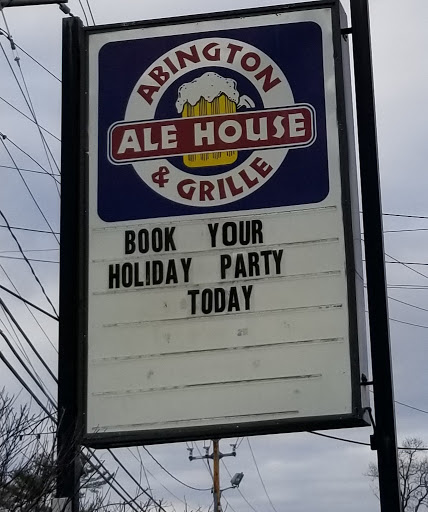 ABINGTON
ALE HOUSE
& GRILLE
BOOK YOUR
HOLIDAY PARTY
TODAY